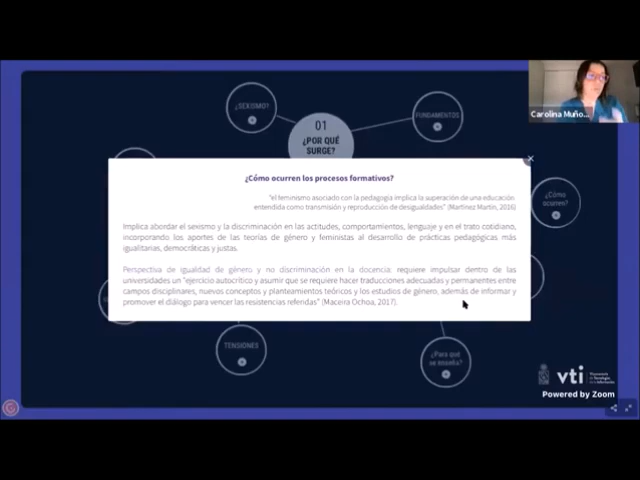 Carolina Muño...
¿SEXISMO?
01
¿POR QUÉ
SURGE?
FUNDAMENTOS
¿Cómo ocurren los procesos formativos?
"el feminismo asociado con la pedagogía implica la superación de una educación
entendida como transmisión y reproducción de desigualdades" (Martínez Martín, 2016)
Implica abordar el sexismo y la discriminación en las actitudes, comportamientos, lenguaje y en el trato cotidiano,
incorporando los aportes de las teorías de género y feministas al desarrollo de prácticas pedagógicas más
igualitarias, democráticas y justas.
Perspectiva de igualdad de género y no discriminación en la docencia: requiere impulsar dentro de las
universidades un "ejercicio autocrítico y asumir que se requiere hacer traducciones adecuadas y permanentes entre
campos disciplinares, nuevos conceptos y planteamientos teóricos y los estudios de género, además de informar y
promover el diálogo para vencer las resistencias referidas" (Maceira Ochoa, 2017).
¿Cómo
ocurren?
TENSIONES
¿Para qué
se enseña?
vti
Powered by Zoom